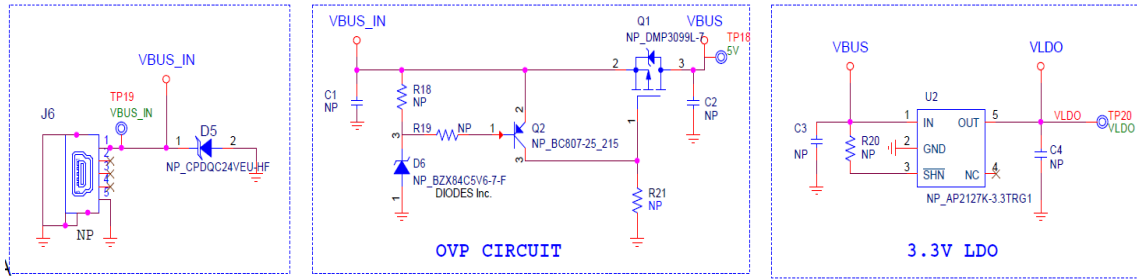 VBUS_IN
TP19
VBUS_IN
J6
1
2
3
4
5
NP
1
D5
2
NP_CPDQC24VEU-HF
VBUS_IN
Q1
NP_DMP3099L-7
VBUS
TP18
5V
2
3
1
C1
NP
R18
NP
R19
NP
3
1
2
3
Q2
NP_BC807-25_215
C2
NP
D6
NP_BZX84C5V6-7-F
DIODES Inc.
1
R21
NP
OVP CIRCUIT
VBUS
VLDO
U2
1
IN
OUT
5
VLDO
TP20
VLDO
C3
NP
R20
NP
2
GND
3
SHN
NC
4
C4
NP
NP_AP2127K-3.3TRG1
3.3V LDO